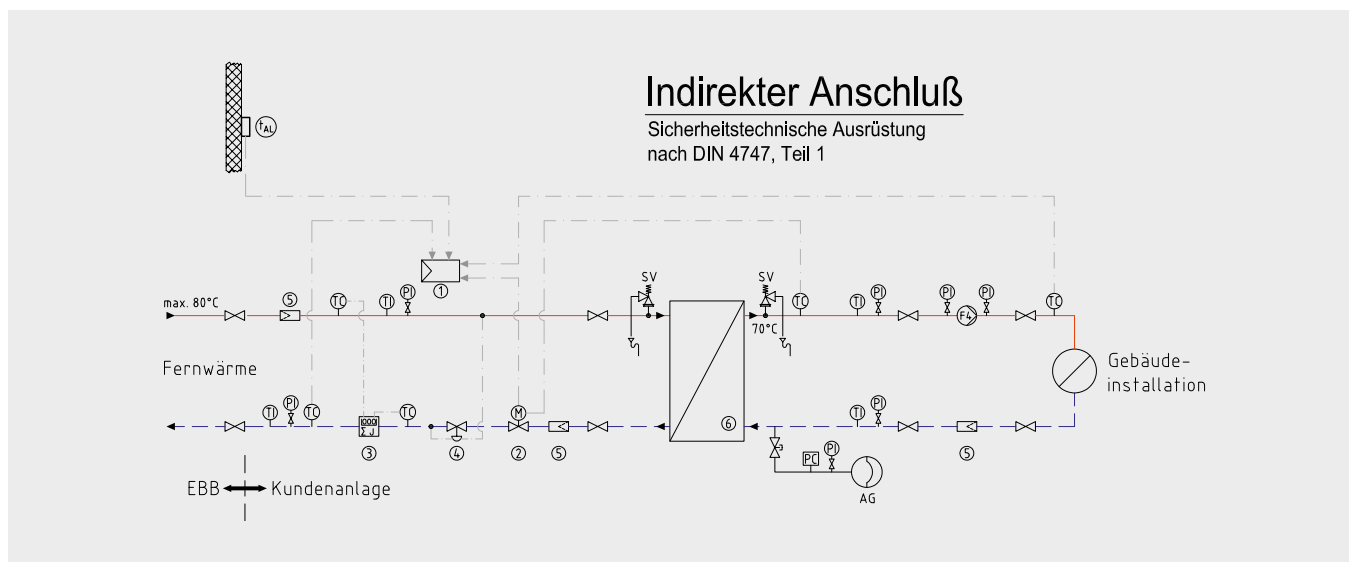 Indirekter Anschluß
Sicherheitstechnische Ausrüstung
nach DIN 4747, Teil 1
tAL
1
SV
SV
max. 80°C
5
TC
TI
PI
70°C
TC
TI
PI
PI
F4
PI
TC
Fernwärme
Gebäude-
installation
TI
PI
TC
1000
Σ J
TC
M
6
TI
PI
3
4
2
5
5
PC
PI
AG
EBB
Kundenanlage